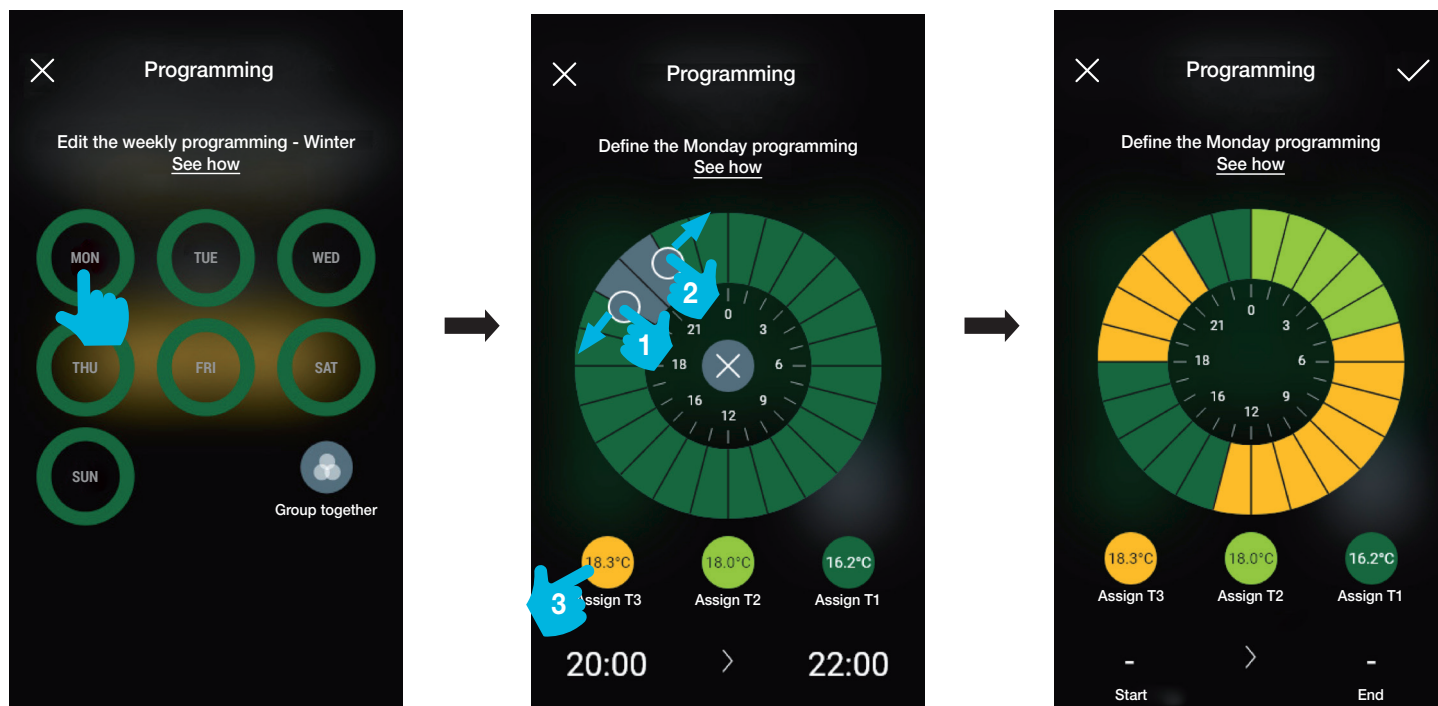 Programming
Edit the weekly programming - Winter
See how
MON
TUE
WED
THU
FRI
SAT
SUN
Group together
Programming
Define the Monday programming
See how
2
1
0
3
6
9
12
16
18
21
18.3°C
18.0°C
16.2°C
3
ssign T3
Assign T2
Assign T1
20:00
22:00
Programming
Define the Monday programming
See how
0
3
6
9
12
16
18
21
18.3°C
18.0°C
16.2°C
Assign T3
Assign T2
Assign T1
-
-
Start
End